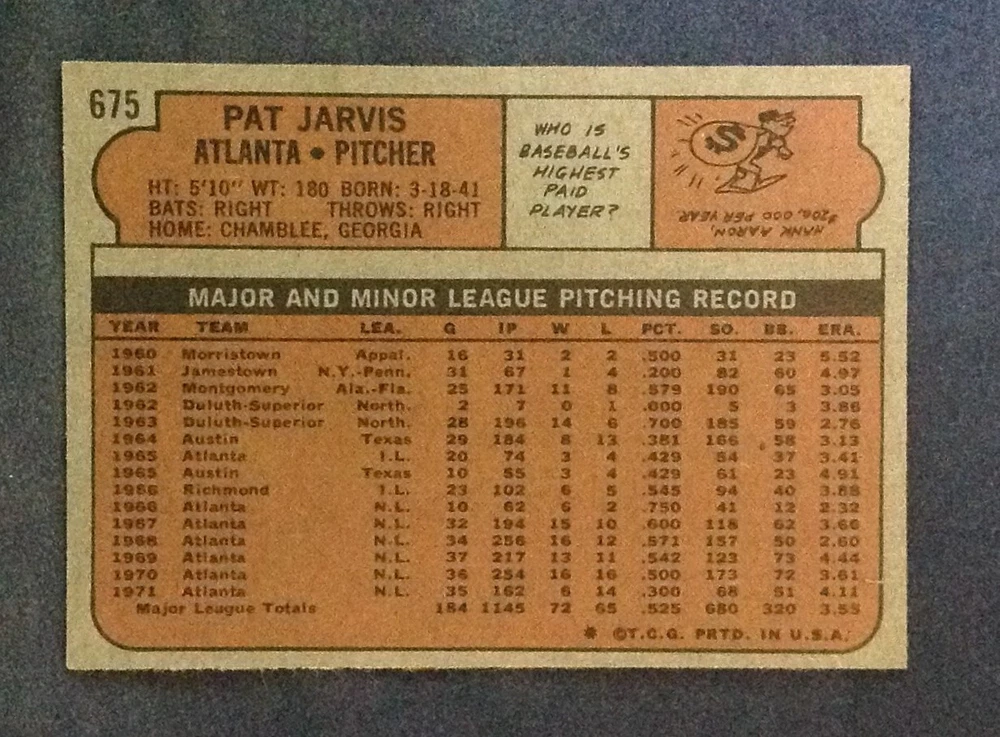 675
PAT JARVIS
ATLANTA • PITCHER
HT: 5'10" WT: 180 BORN: 3-18-41
BATS: RIGHT THROWS: RIGHT
HOME: CHAMBLEE, GEORGIA
WHO IS
BASEBALL'S
HIGHEST
PAID
PLAYER?
$
HANK AARON,
$200,000 PER YEAR
MAJOR AND MINOR LEAGUE PITCHING RECORD
YEAR TEAM LEA. G IP W L PCT. SO. BB. ERA.
1960 Morristown Appal. 16 31 2 2 .500 31 23 5.52
1961 Jamestown N.Y.-Penn. 31 67 1 4 .200 82 60 4.97
1962 Montgomery Ala.-Fla. 25 171 11 8 .579 190 65 3.05
1962 Duluth-Superior North. 2 7 0 1 .000 5 3 3.86
1963 Duluth-Superior North. 28 196 14 6 .700 185 59 2.76
1964 Austin Texas 29 184 8 13 .381 166 58 3.13
1965 Atlanta I.L. 20 74 3 4 .429 54 37 3.41
1965 Austin Texas 10 55 3 4 .429 61 23 4.91
1966 Richmond I.L. 23 102 6 5 .545 94 40 3.88
1966 Atlanta N.L. 10 62 6 2 .750 41 12 2.32
1967 Atlanta N.L. 32 194 15 10 .600 118 62 3.66
1968 Atlanta N.L. 34 256 16 12 .571 157 50 2.60
1969 Atlanta N.L. 37 217 13 11 .542 123 73 4.44
1970 Atlanta N.L. 36 254 16 16 .500 173 72 3.61
1971 Atlanta N.L. 35 162 6 14 .300 68 51 4.11
Major League Totals 184 1145 72 65 .525 680 320 3.55
* ©T.C.G. PRTD. IN U.S.A.